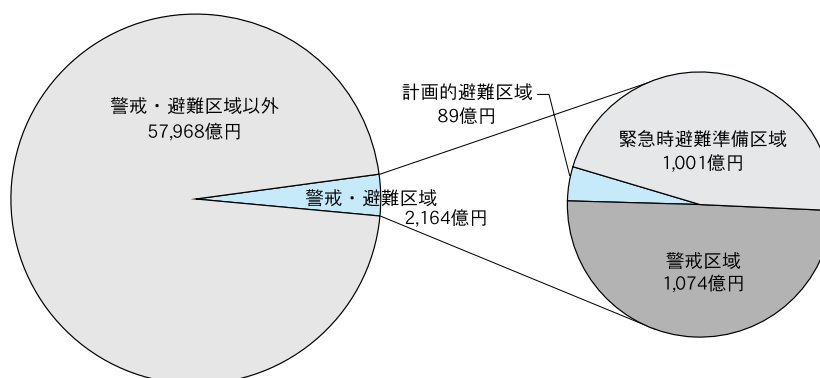 警戒・避難区域以外
57,968億円
警戒・避難区域
2,164億円
計画的避難区域
89億円
緊急時避難準備区域
1,001億円
警戒区域
1,074億円